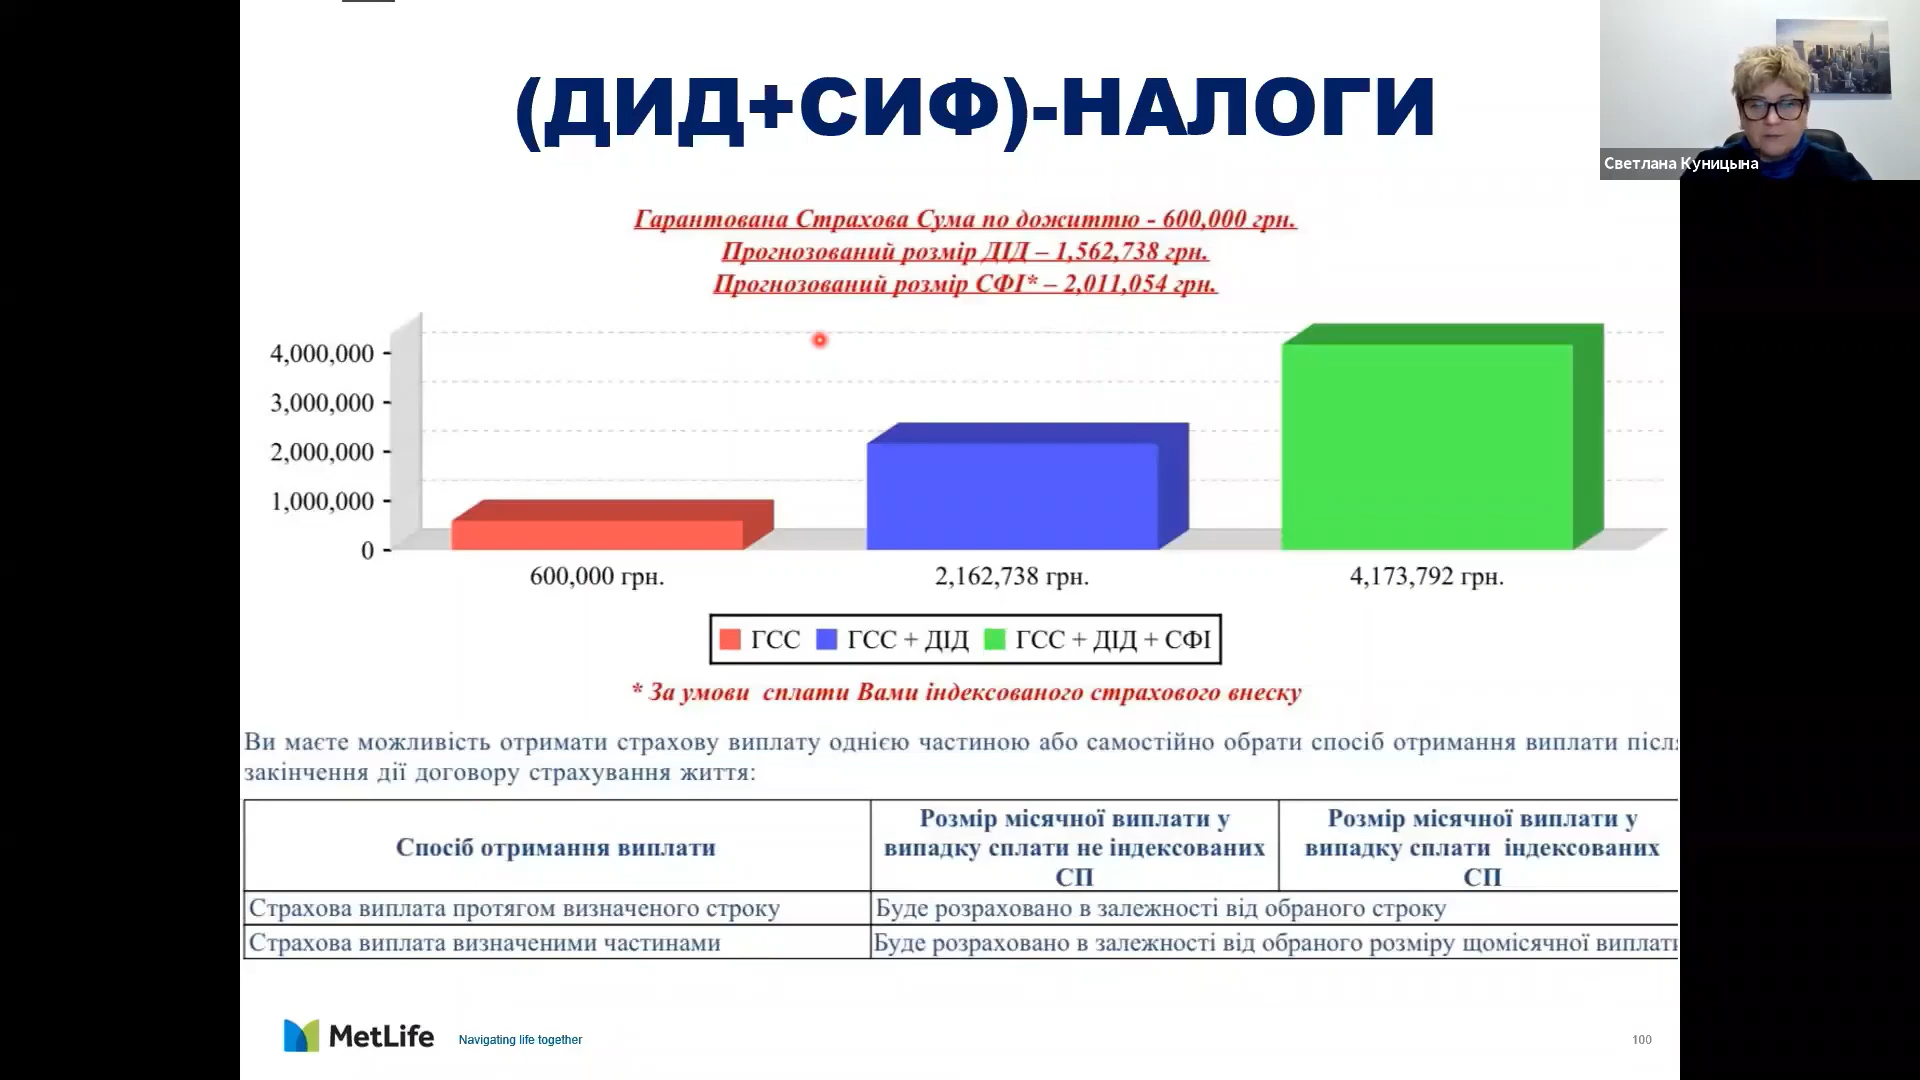 (ДИД+СИФ)-НАЛОГИ
Светлана Куницына
Гарантована Страхова Сума по дожиттю - 600,000 грн.
Прогнозований розмір ДІД – 1,562,738 грн.
Прогнозований розмір СФІ* – 2,011,054 грн.
4,000,000
3,000,000
2,000,000
1,000,000
0
600,000 грн.
2,162,738 грн.
4,173,792 грн.
ГСС ГСС + ДІД ГСС + ДІД + СФІ
* За умови сплати Вами індексованого страхового внеску
Ви маєте можливість отримати страхову виплату однією частиною або самостійно обрати спосіб отримання виплати
закінчення дії договору страхування життя:
Спосіб отримання виплати
Розмір місячної виплати у
випадку сплати не індексованих
СП
Розмір місячної виплати у
випадку сплати індексованих
СП
Страхова виплата протягом визначеного строку
Буде розраховано в залежності від обраного строку
Страхова виплата визначеними частинами
Буде розраховано в залежності від обраного розміру щомісячної виплати
MetLife
Navigating life together
100